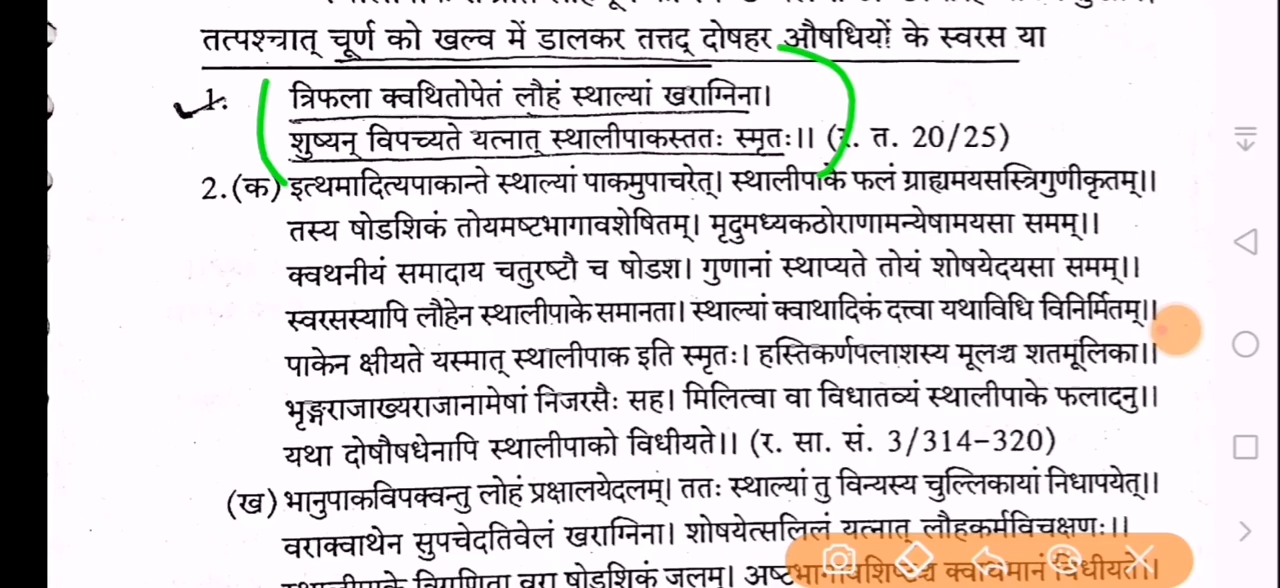 तत्पश्चात् चूर्ण को खल्व में डालकर तत्तद् दोषहर औषधियों के स्वरस या
1. त्रिफला क्वथितोपेतं लौहं स्थाल्यां खराग्निना।
शुष्यन् विपच्यते यत्नात् स्थालीपाकस्ततः स्मृतः।। (र. त. 20/25)
2. (क) इत्थमादित्यपाकान्ते स्थाल्यां पाकमुपाचरेत्। स्थालीपाके फलं ग्राह्यमयसस्त्रिगुणीकृतम्।।
तस्य षोडशिकं तोयमष्टभागावशेषितम्। मृदुमध्यकठोराणामन्येषामयसा समम्।।
क्वथनीयं समादाय चतुरष्टौ च षोडश। गुणानां स्थाप्यते तोयं शोषयेदयसा समम्।।
स्वरसस्यापि लौहेन स्थालीपाके समानता। स्थाल्यां क्वाथादिकं दत्त्वा यथाविधि विनिर्मितम्।।
पाकेन क्षीयते यस्मात् स्थालीपाक इति स्मृतः। हस्तिकर्णपलाशस्य मूलञ्च शतमूलिका।।
भृङ्गराजाख्यराजानामेषां निजरसैः सह। मिलित्वा वा विधातव्यं स्थालीपाके फलादनु।।
यथा दोषौषधेनापि स्थालीपाको विधीयते।। (र. सा. सं. 3/314-320)
(ख) भानुपाकविपक्वन्तु लोहं प्रक्षालयेदलम्। ततः स्थाल्यां तु विन्यस्य चुल्लिकायां निधापयेत्।।
वराक्वाथेन सुपचेदतिवेलं खराग्निना। शोषयेत्सलिलं यत्नात् लौहकर्मविचक्षणः।।
षोडशिकं जलम्।